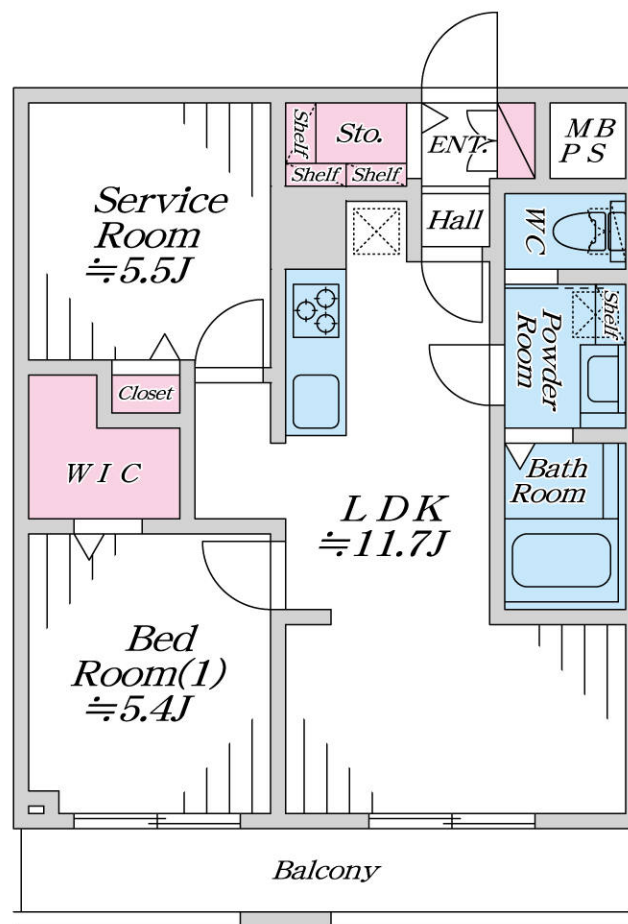 Shelf
Sto.
Shelf
Shelf
ENT.
MB
PS
Service
Room
≒5.5J
Hall
WC
Shelf
Powder
Room
Closet
WIC
LDK
≒11.7J
Bath
Room
Bed
Room(1)
≒5.4J
Balcony